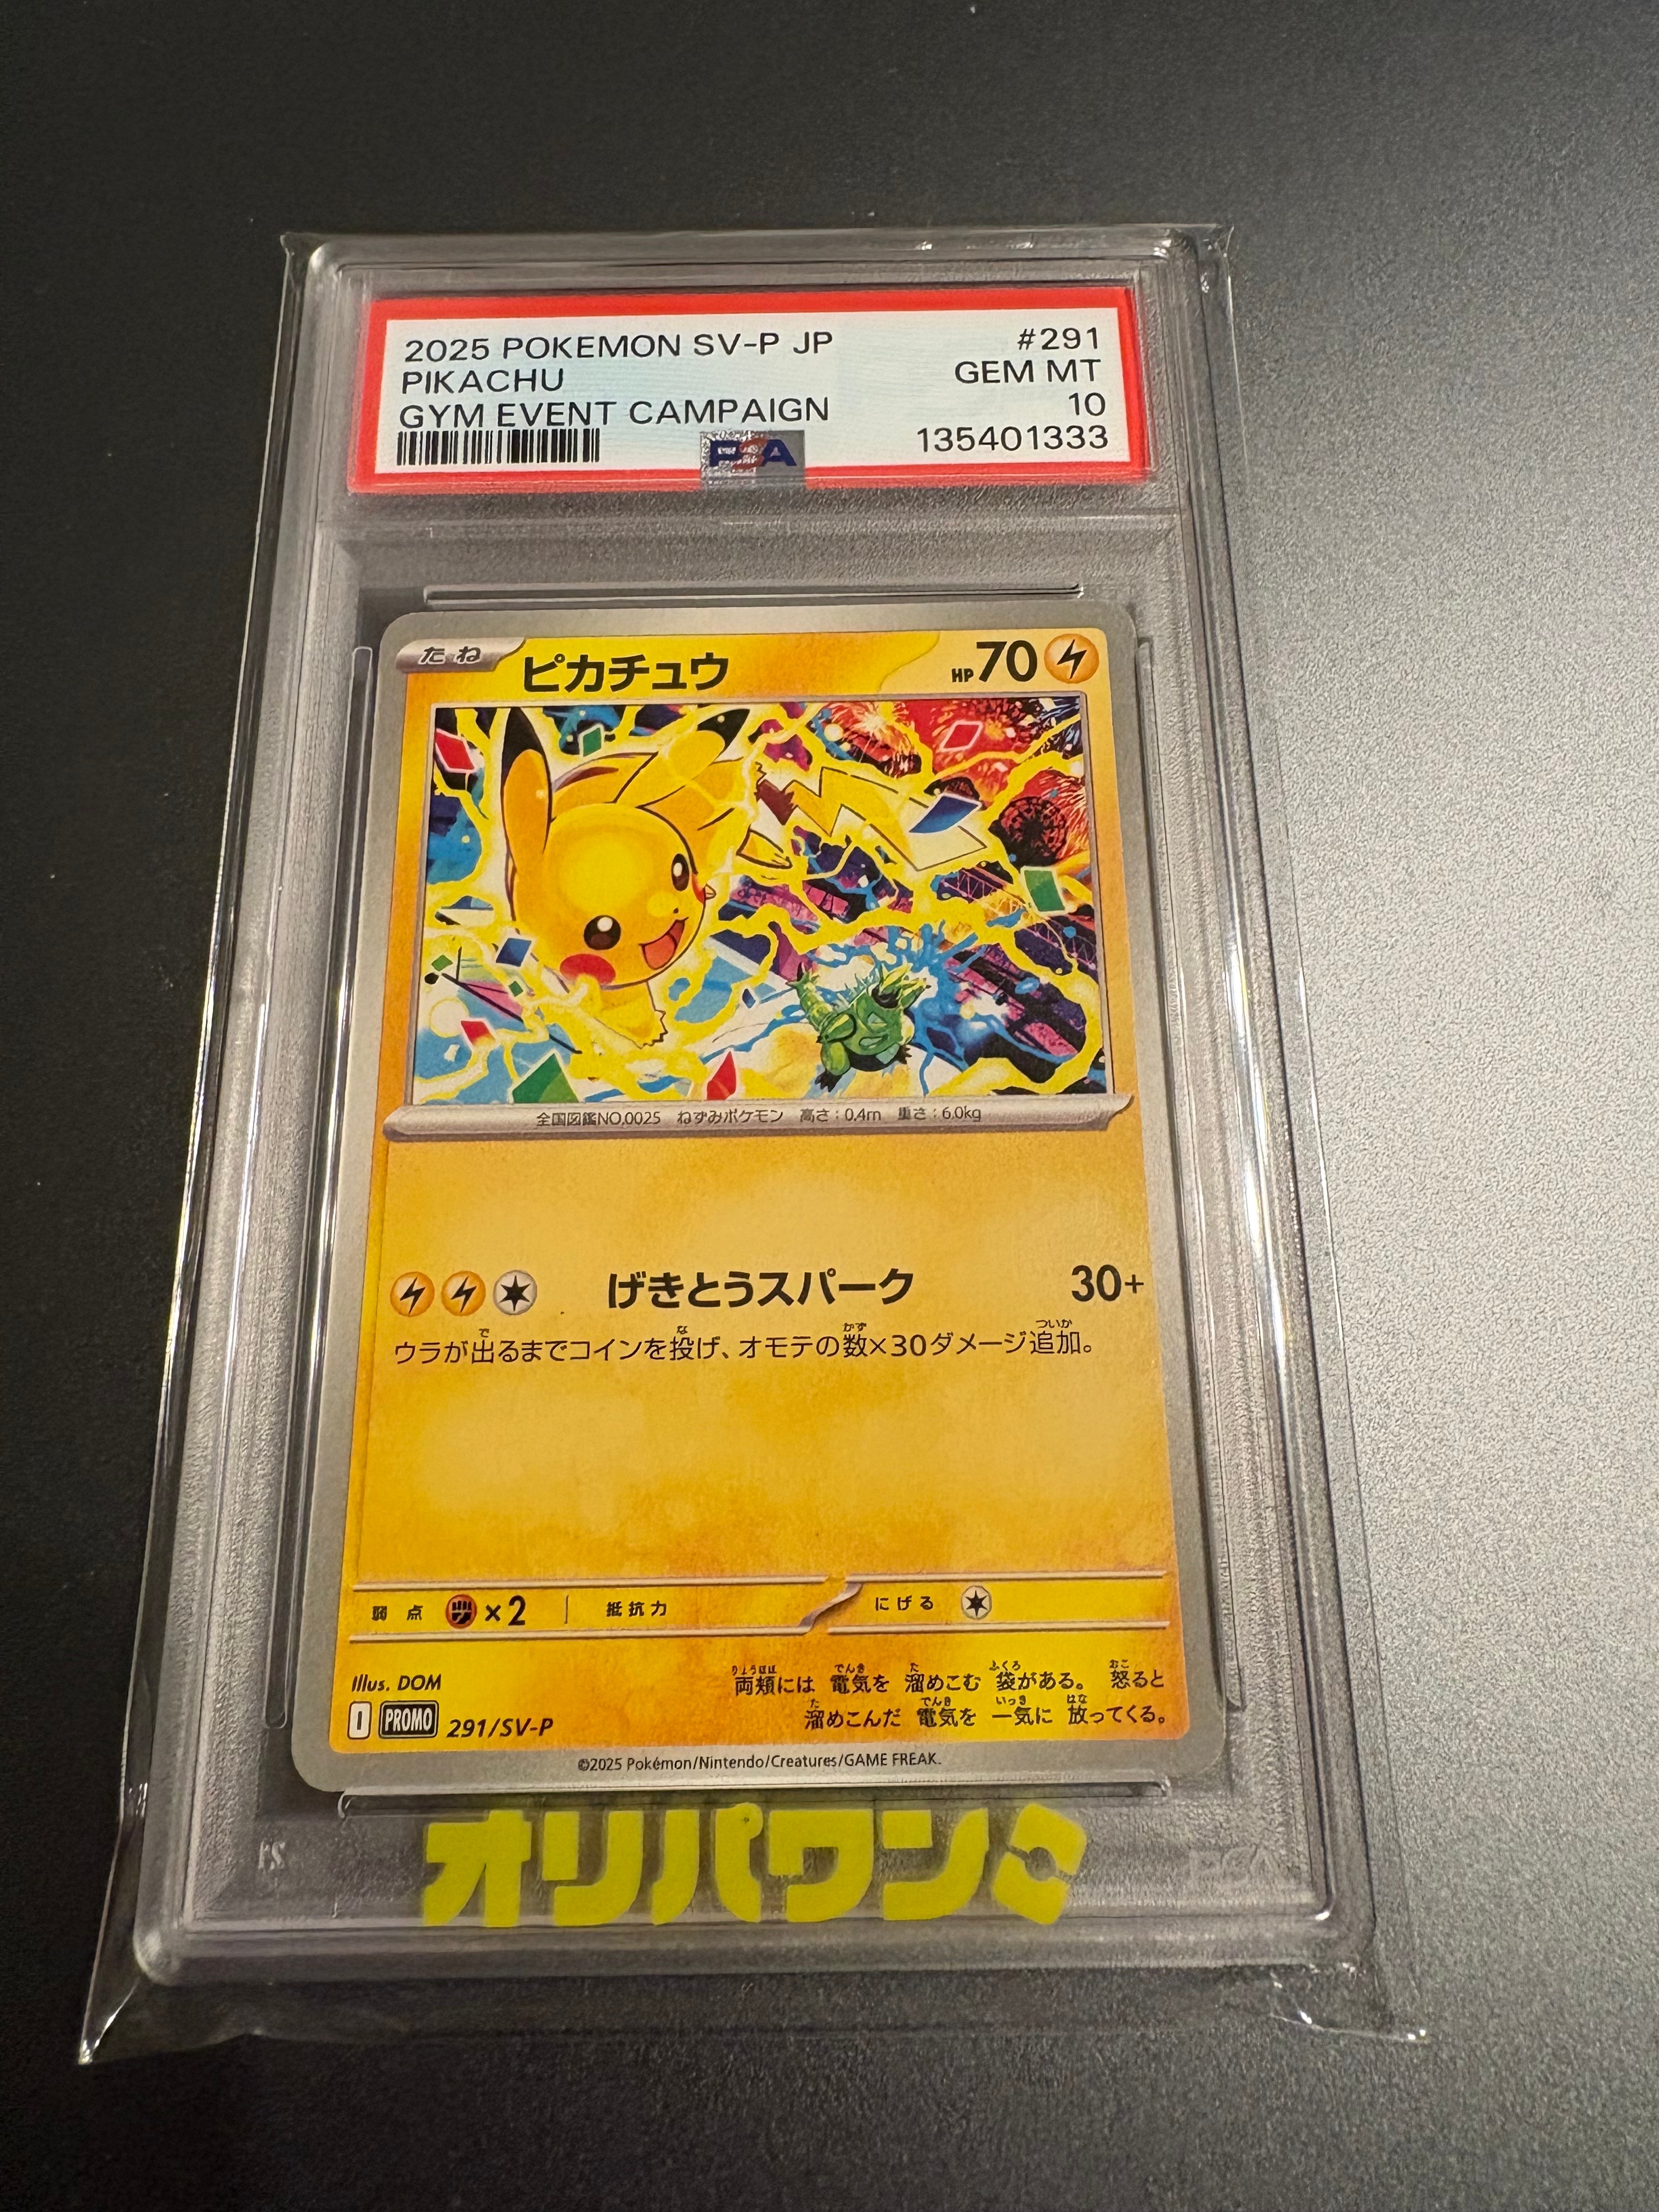 2025 POKEMON SV-P JP #291
PIKACHU GEM MT
GYM EVENT CAMPAIGN 10
PSA 135401333
たね ピカチュウ HP70
全国図鑑NO.0025 ねずみポケモン 高さ:0.4m 重さ:6.0kg
げきとうスパーク 30+
ウラが出るまでコインを投げ、オモテの数×30ダメージ追加。
弱点 ×2 抵抗力 にげる
Illus. DOM
両頬には 電気を 溜めこむ 袋がある。 怒ると
溜めこんだ 電気を 一気に 放ってくる。
I PROMO 291/SV-P
©2025 Pokémon/Nintendo/Creatures/GAME FREAK.
オリパワン
PSA